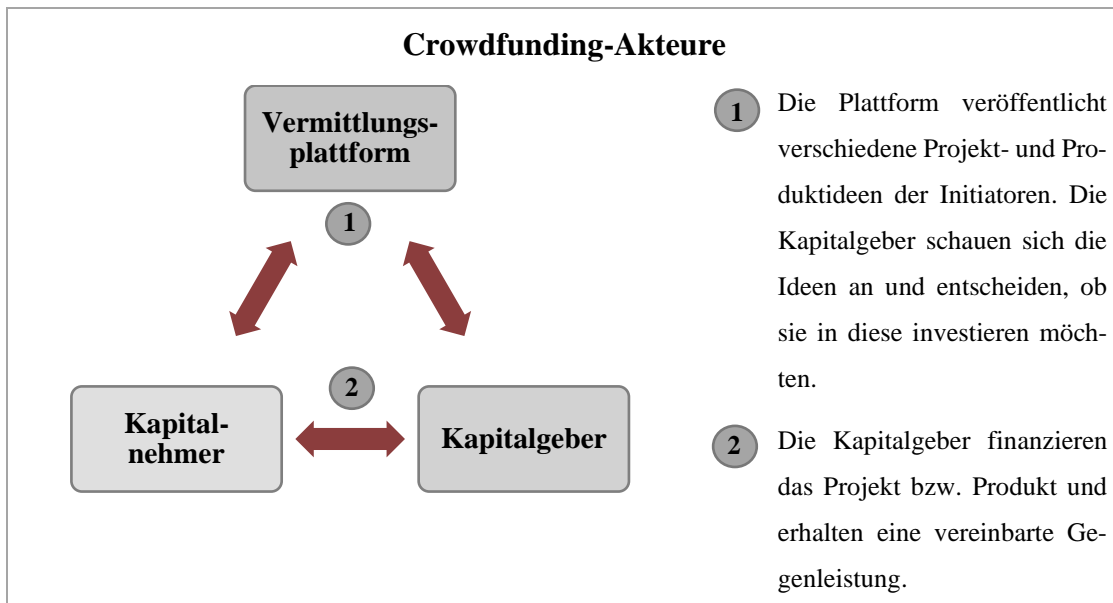 Crowdfunding-Akteure
Vermittlungs-
plattform
1
2
Kapital-
nehmer
Kapitalgeber
1
Die Plattform veröffentlicht
verschiedene Projekt- und Pro-
duktideen der Initiatoren. Die
Kapitalgeber schauen sich die
Ideen an und entscheiden, ob
sie in diese investieren möch-
ten.
2
Die Kapitalgeber finanzieren
das Projekt bzw. Produkt und
erhalten eine vereinbarte Ge-
genleistung.